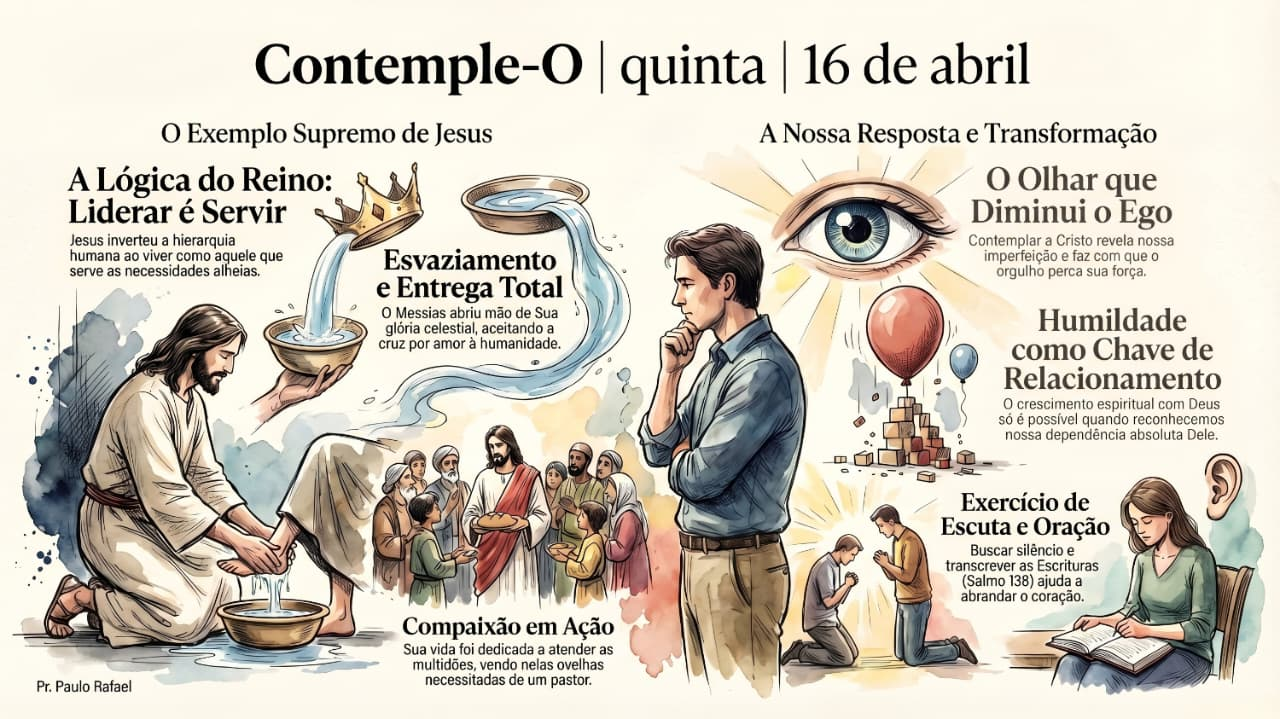 Contemple-O | quinta | 16 de abril
O Exemplo Supremo de Jesus
A Lógica do Reino:
Liderar é Servir
Jesus inverteu a hierarquia
humana ao viver como aquele que
serve as necessidades alheias.
Esvaziamento
e Entrega Total
O Messias abriu mão de Sua
glória celestial, aceitando a
cruz por amor à humanidade.
Compaixão em Ação
Sua vida foi dedicada a atender as
multidões, vendo nelas ovelhas
necessitadas de um pastor.
A Nossa Resposta e Transformação
O Olhar que
Diminui o Ego
Contemplar a Cristo revela nossa
imperfeição e faz com que o
orgulho perca sua força.
Humildade
como Chave de
Relacionamento
O crescimento espiritual com Deus
só é possível quando reconhecemos
nossa dependência absoluta Dele.
Exercício de
Escuta e Oração
Buscar silêncio e
transcrever as Escrituras
(Salmo 138) ajuda a
abrandar o coração.
Pr. Paulo Rafael